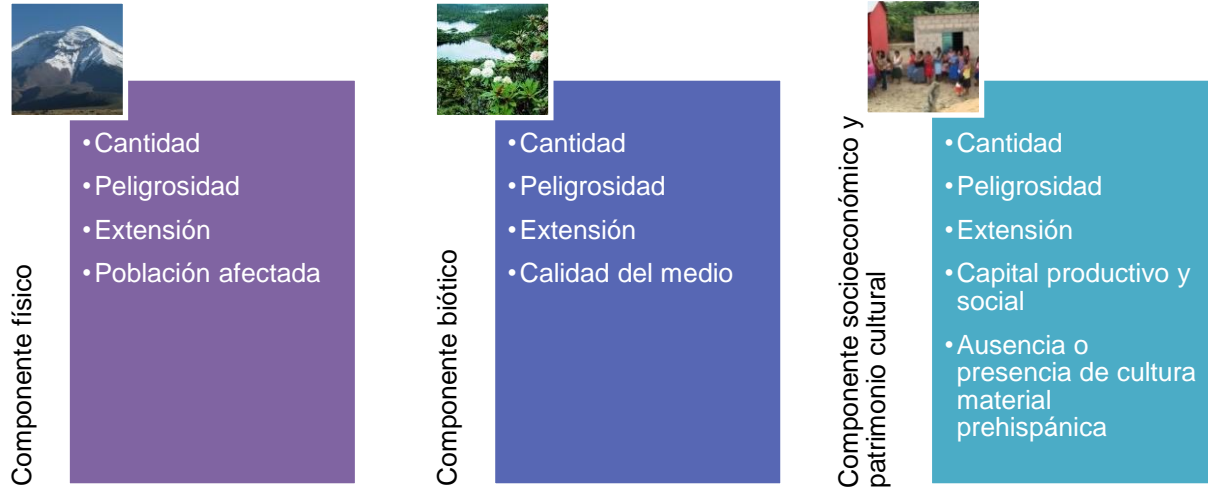 Componente físico
•Cantidad
•Peligrosidad
•Extensión
•Población afectada
Componente biótico
•Cantidad
•Peligrosidad
•Extensión
•Calidad del medio
Componente socioeconómico y
patrimonio cultural
•Cantidad
•Peligrosidad
•Extensión
•Capital productivo y
social
•Ausencia o
presencia de cultura
material
prehispánica